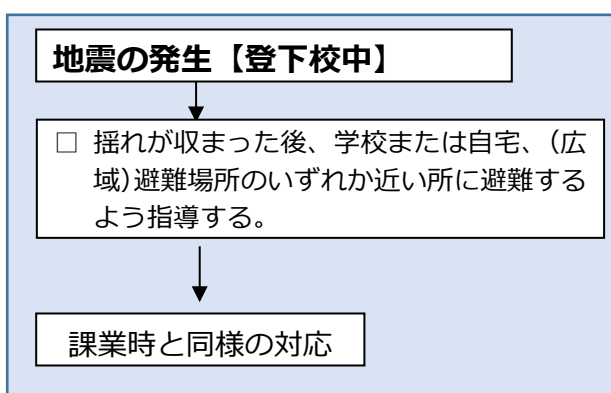 地震の発生【登下校中】
□ 揺れが収まった後、学校または自宅、（広
域）避難場所のいずれか近い所に避難する
よう指導する。
課業時と同様の対応